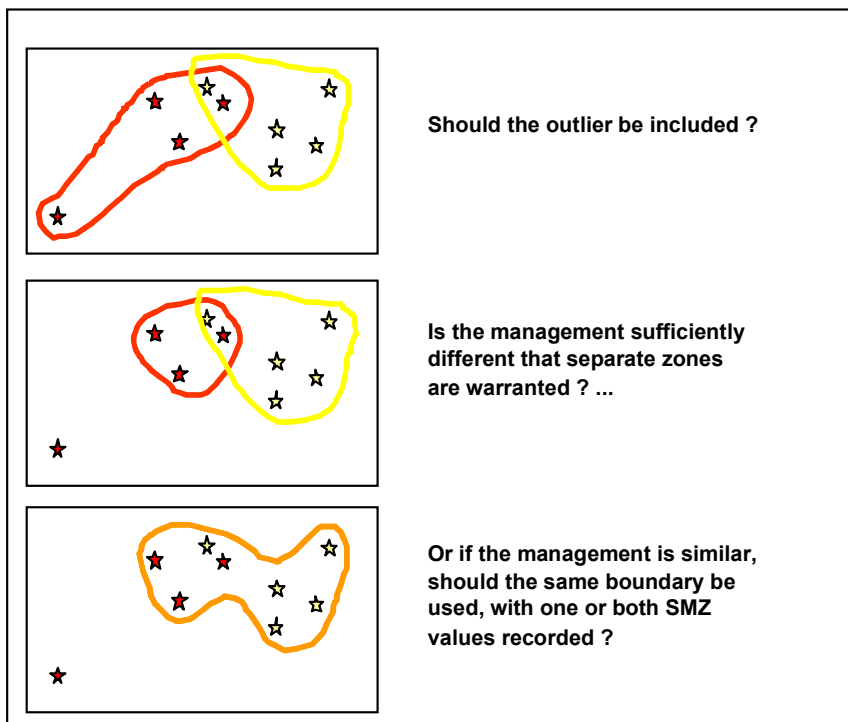 Should the outlier be included ?
Is the management sufficiently
different that separate zones
are warranted ? ...
Or if the management is similar,
should the same boundary be
used, with one or both SMZ
values recorded ?